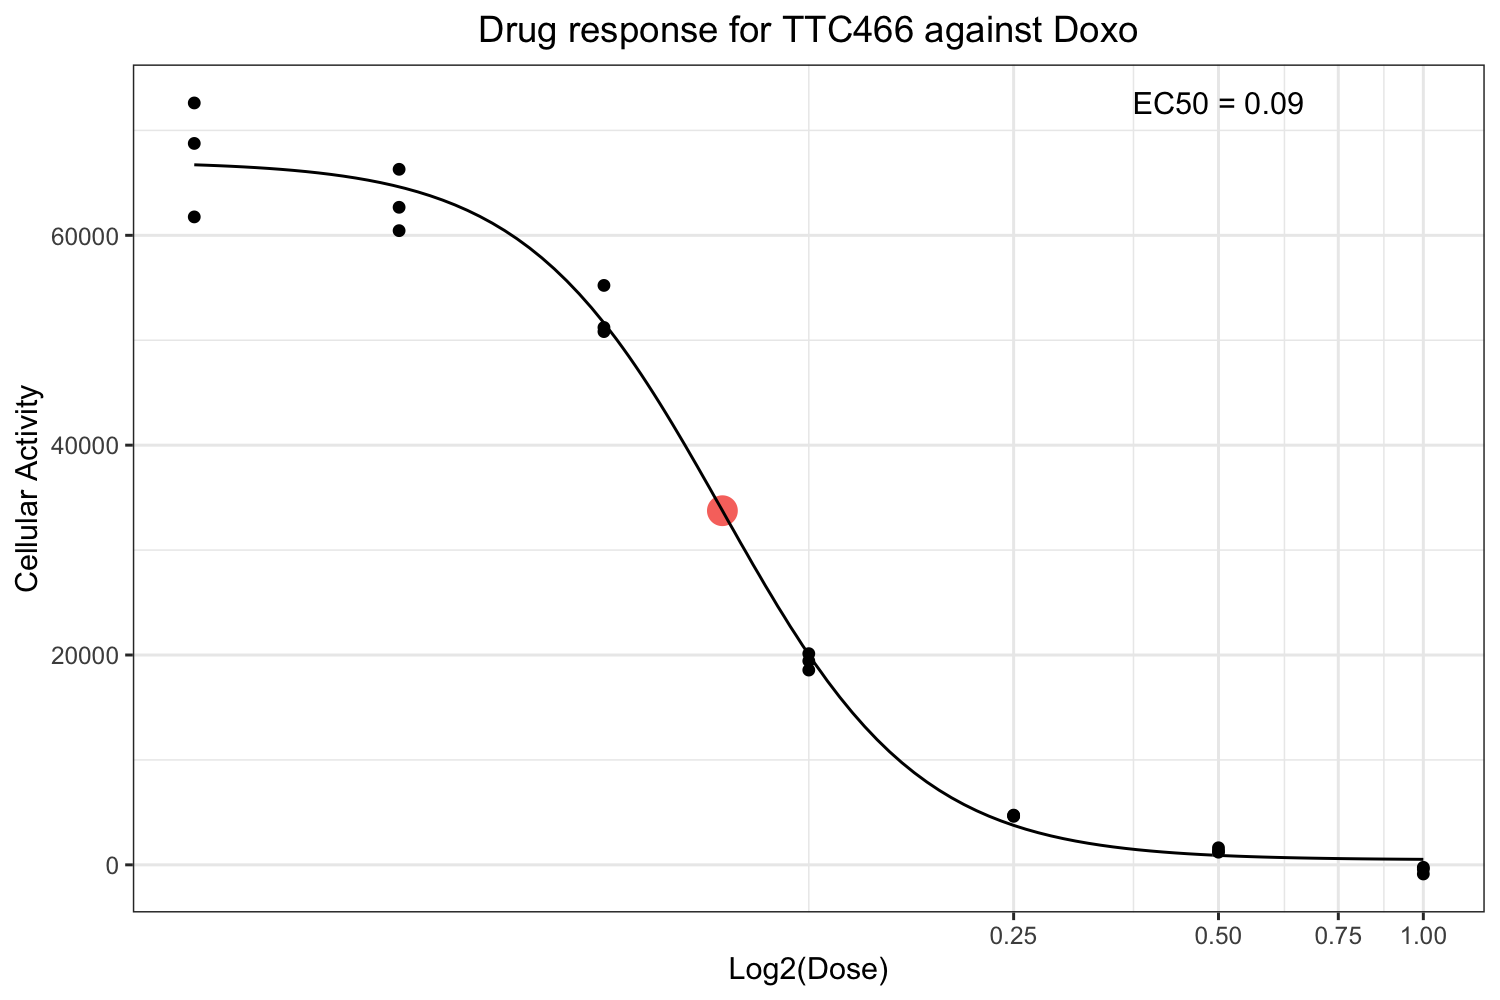 Drug response for TTC466 against Doxo
EC50 = 0.09
Cellular Activity
60000
40000
20000
0
0.25 0.50 0.75 1.00
Log2(Dose)